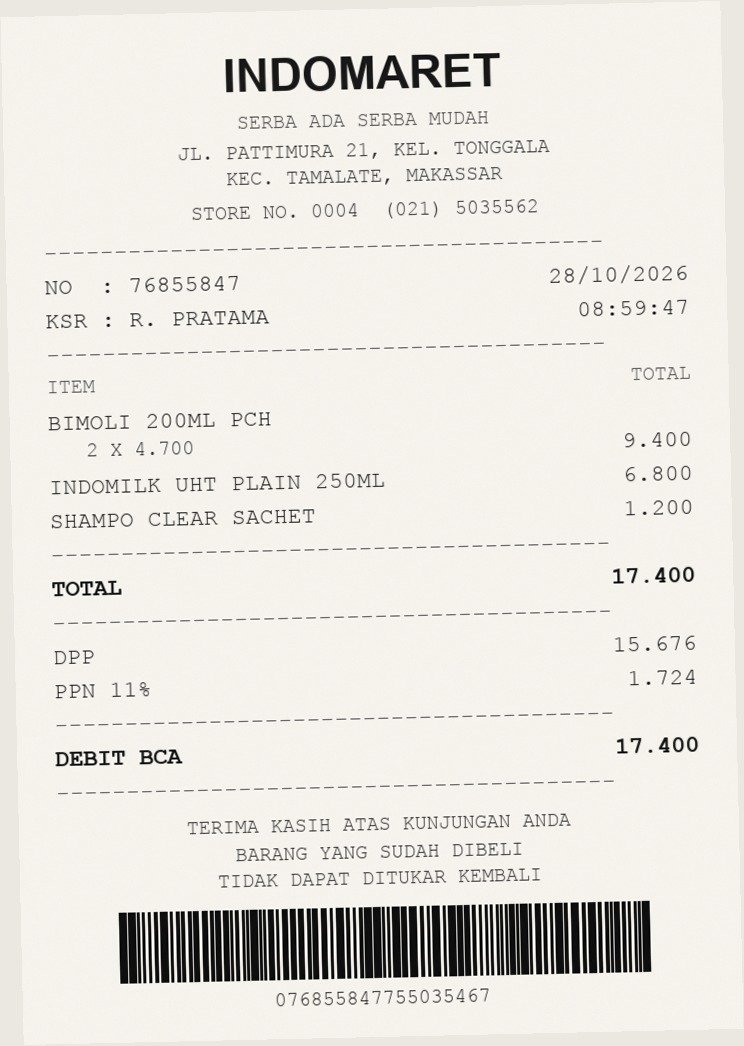 INDOMARET
SERBA ADA SERBA MUDAH
JL. PATTIMURA 21, KEL. TONGGALA
KEC. TAMALATE, MAKASSAR
STORE NO. 0004  (021) 5035562
----------------------------------------
NO  : 76855847 28/10/2026
KSR : R. PRATAMA 08:59:47
----------------------------------------
ITEM TOTAL
BIMOLI 200ML PCH
2 X 4.700 9.400
INDOMILK UHT PLAIN 250ML 6.800
SHAMPO CLEAR SACHET 1.200
----------------------------------------
TOTAL 17.400
----------------------------------------
DPP 15.676
PPN 11% 1.724
----------------------------------------
DEBIT BCA 17.400
----------------------------------------
TERIMA KASIH ATAS KUNJUNGAN ANDA
BARANG YANG SUDAH DIBELI
TIDAK DAPAT DITUKAR KEMBALI
076855847755035467